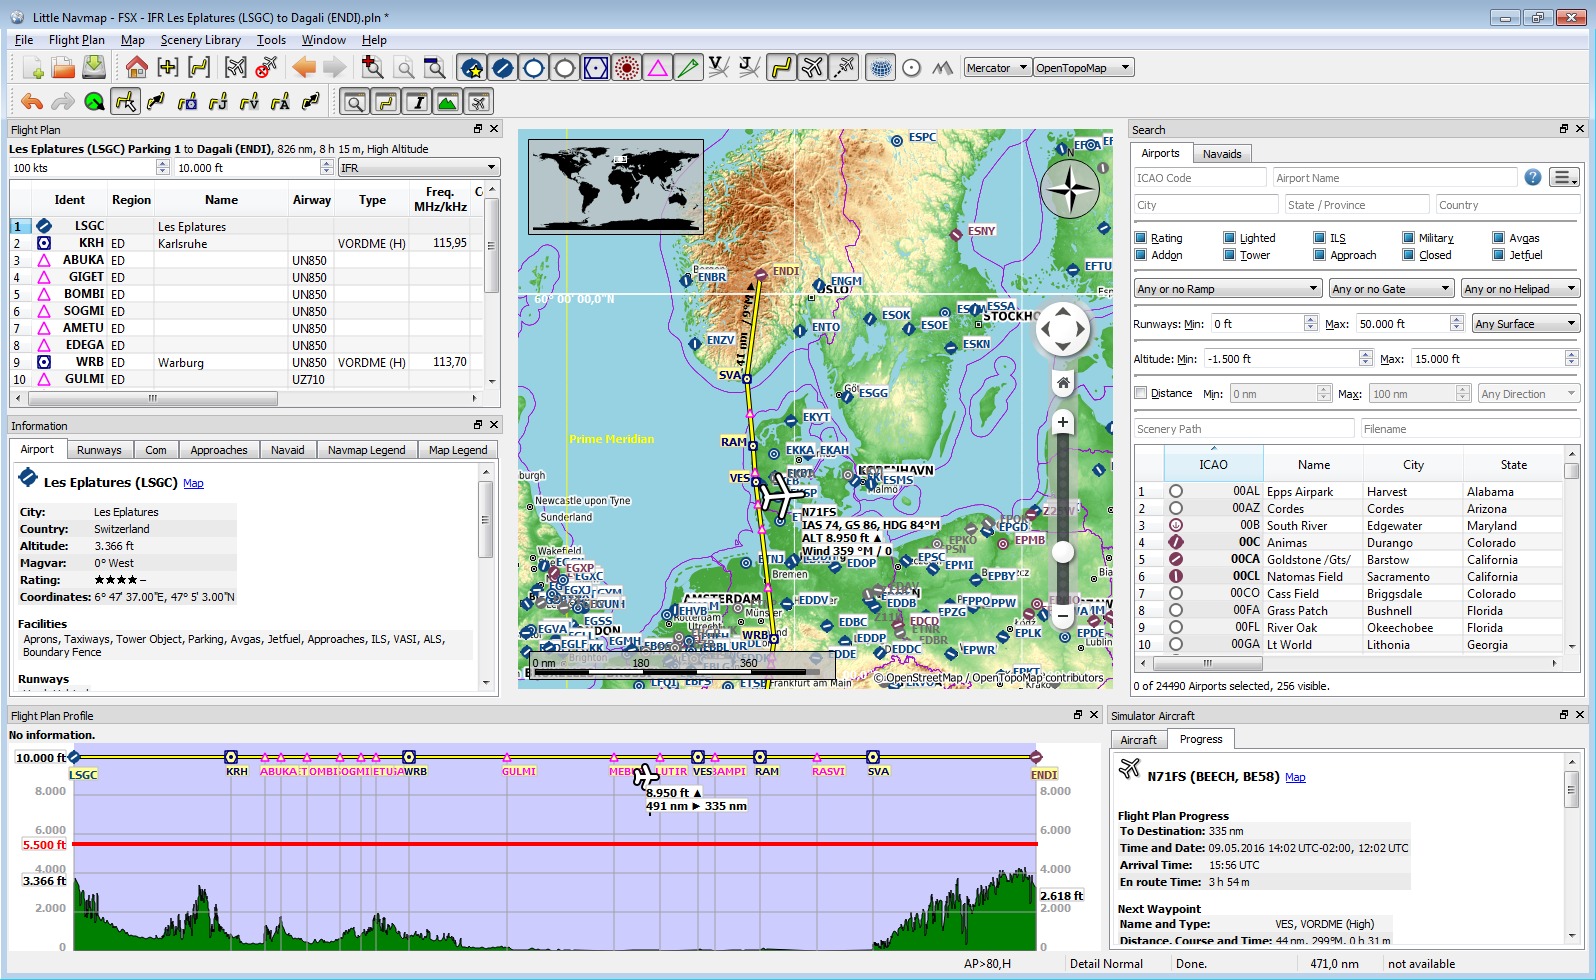 Little Navmap - FSX - IFR Les Eplatures (LSGC) to Dagali (ENDI).pln *
File Flight Plan Map Scenery Library Tools Window Help
Mercator OpenTopoMap
Flight Plan
Les Eplatures (LSGC) Parking 1 to Dagali (ENDI), 826 nm, 8 h 15 m, High Altitude
100 kts 10.000 ft IFR
Ident Region Name Airway Type Freq. MHz/kHz C
1 LSGC Les Eplatures
2 KRH ED Karlsruhe VORDME (H) 115,95
3 ABUKA ED UN850
4 GIGET ED UN850
5 BOMBI ED UN850
6 SOGMI ED UN850
7 AMETU ED UN850
8 EDEGA ED UN850
9 WRB ED Warburg UN850 VORDME (H) 113,70
10 GULMI ED UZ710
Information
Airport Runways Com Approaches Navaid Navmap Legend Map Legend
Les Eplatures (LSGC) Map
City: Les Eplatures
Country: Switzerland
Altitude: 3.366 ft
Magvar: 0° West
Rating: ★★★★–
Coordinates: 6° 47' 37.00"E, 47° 5' 3.00"N
Facilities
Aprons, Taxiways, Tower Object, Parking, Avgas, Jetfuel, Approaches, ILS, VASI, ALS,
Boundary Fence
Runways
ESPC
N
ESNY
EFTU
ENDI
ENBR
ENGM
OSLO
60° 00' 00,0"N
41 nm / 9°M
ESOK
ESSA
STOCKH
ENTO
ESOE
ENZV
ESKN
SVA
ESGG
EKYT
Prime Meridian
RAM
EKKA EKAH
VES
KØBENHAVN
ESMS
Malmö
Newcastle upon Tyne
Sunderland
N71FS
IAS 74, GS 86, HDG 84°M
ALT 8.950 ft ▲
Wind 359 °M / 0
EPGD
EPKO
EPMB
Wakefield
EGXP
EGXC
ETNJ
EDOP
EPSC
EPMI
Bremen
EPBY
AMSTERDAM
EDDV
EDDB
EPPO
EPPW
EHVB
Münster
EPZG
EGSS
Rotterdam
Utrecht
EDBC
EDCD
EGVA
WRB
EDDP
EPLK
EPDE
EGLF
EGMH
EDDE
EDDC
EPWR
Brighton
0 nm 180 360
EPKT
LFQI
EBFS
ETSB
Frankfurt am Main
© OpenStreetMap / OpenTopoMap contributors
Search
Airports Navaids
ICAO Code Airport Name
City State / Province Country
Rating Lighted ILS Military Avgas
Addon Tower Approach Closed Jetfuel
Any or no Ramp Any or no Gate Any or no Helipad
Runways: Min: 0 ft Max: 50.000 ft Any Surface
Altitude: Min: -1.500 ft Max: 15.000 ft
Distance Min: 0 nm Max: 100 nm Any Direction
Scenery Path Filename
ICAO Name City State
1 00AL Epps Airpark Harvest Alabama
2 00AZ Cordes Cordes Arizona
3 00B South River Edgewater Maryland
4 00C Animas Durango Colorado
5 00CA Goldstone /Gts/ Barstow California
6 00CL Natomas Field Sacramento California
7 00CO Cass Field Briggsdale Colorado
8 00FA Grass Patch Bushnell Florida
9 00FL River Oak Okeechobee Florida
10 00GA Lt World Lithonia Georgia
0 of 24490 Airports selected, 256 visible.
Flight Plan Profile
No information.
10.000 ft
LSGC KRH ABUKA WRB GULMI VES RAM RASVI SVA ENDI
8.950 ft ▲
491 nm ► 335 nm
8.000 8.000
6.000 6.000
5.500 ft
4.000 4.000
3.366 ft
2.618 ft
2.000 2.000
0 0
Simulator Aircraft
Aircraft Progress
N71FS (BEECH, BE58) Map
Flight Plan Progress
To Destination: 335 nm
Time and Date: 09.05.2016 14:02 UTC-02:00, 12:02 UTC
Arrival Time: 15:56 UTC
En route Time: 3 h 54 m
Next Waypoint
Name and Type: VES, VORDME (High)
Distance, Course and Time: 44 nm, 299°M, 0 h 31 m
AP>80,H Detail Normal Done. 471,0 nm not available